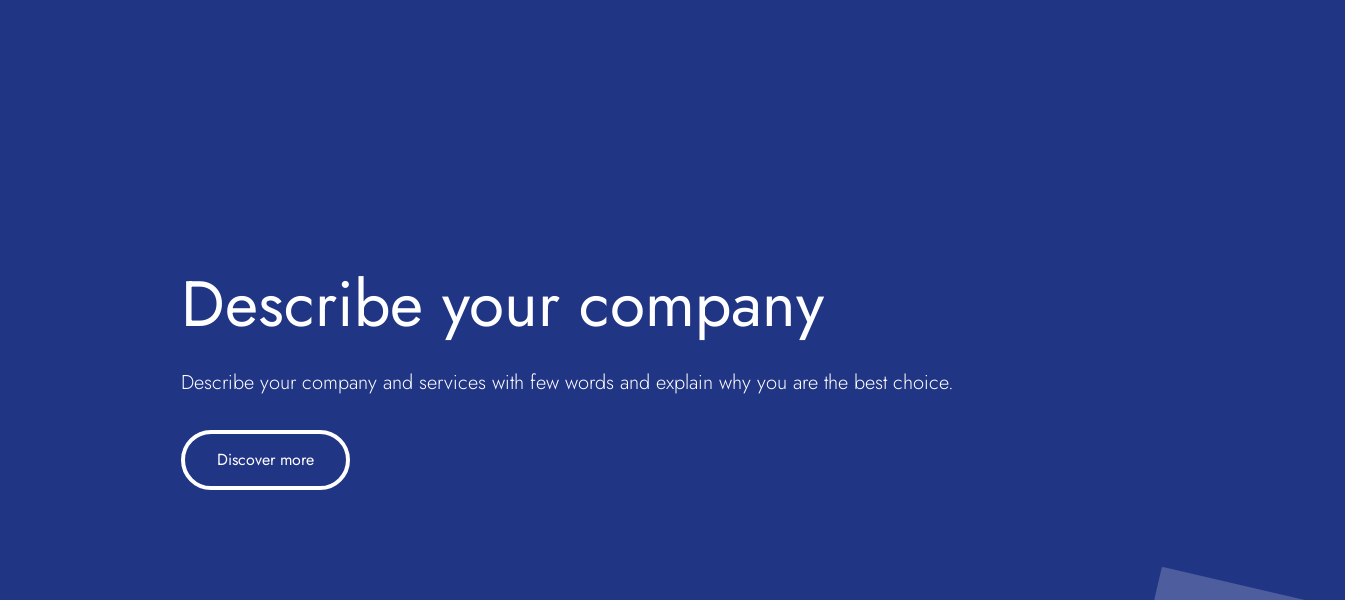 Describe your company
Describe your company and services with few words and explain why you are the best choice.
Discover more